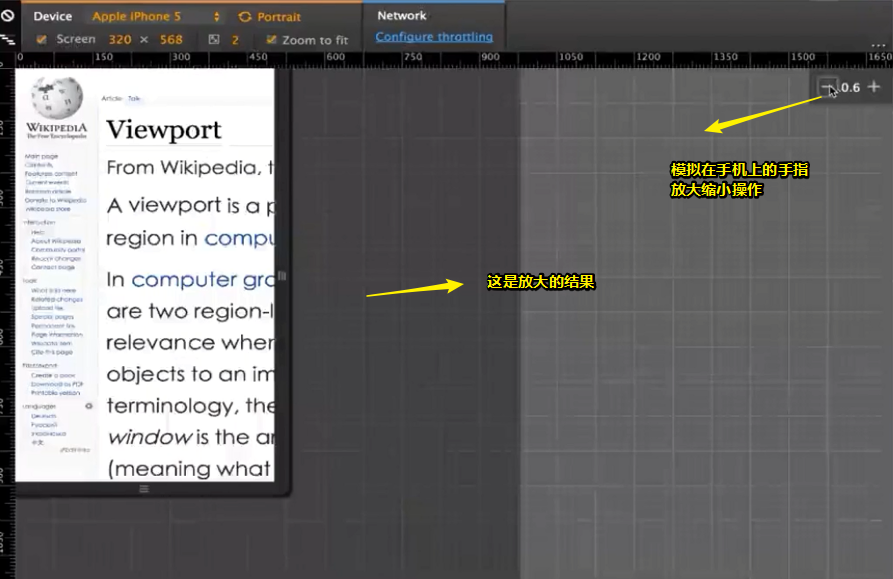 Device Apple iPhone 5 Portrait
Network
Screen 320 × 568 2 Zoom to fit
Configure throttling
...
0 150 300 450 600 750 900 1050 1200 1350 1500 1650
0.6
WIKIPEDIA
The Free Encyclopedia
Article Talk
Viewport
From Wikipedia, t
A viewport is a p
region in compu
In computer gra
are two region-l
relevance wher
objects to an im
terminology, the
window is the ar
(meaning what
Main page
Contents
Featured content
Current events
Random article
Donate to Wikipedia
Wikipedia store
Interaction
Help
About Wikipedia
Community portal
Recent changes
Contact page
Tools
What links here
Related changes
Upload file
Special pages
Permanent link
Page information
Wikidata item
Cite this page
Print/export
Create a book
Download as PDF
Printable version
Languages
Deutsch
Русский
中文
Edit links
模拟在手机上的手指
放大缩小操作
这是放大的结果